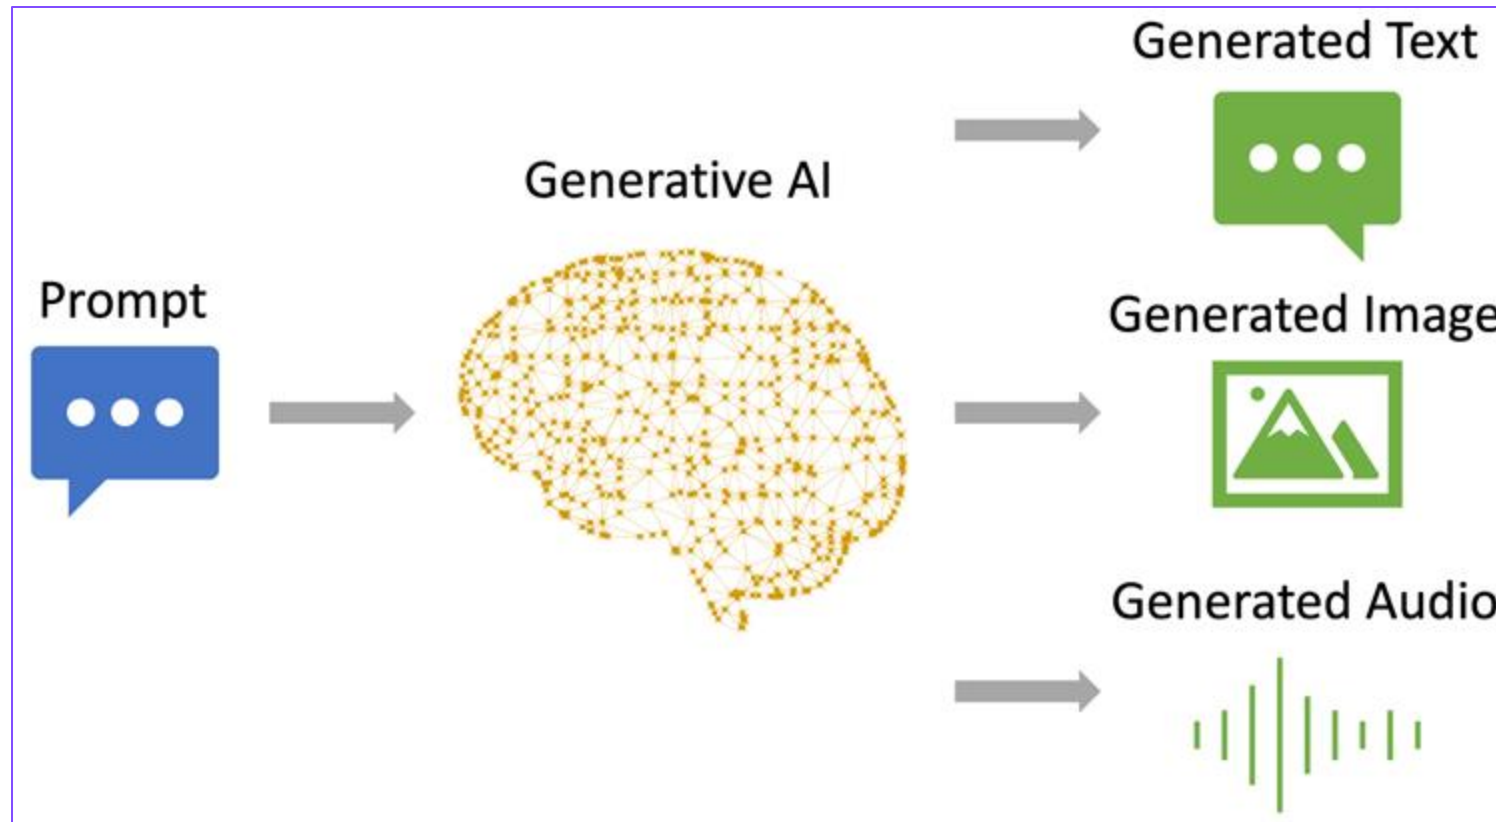 Prompt
Generative AI
Generated Text
Generated Image
Generated Audio